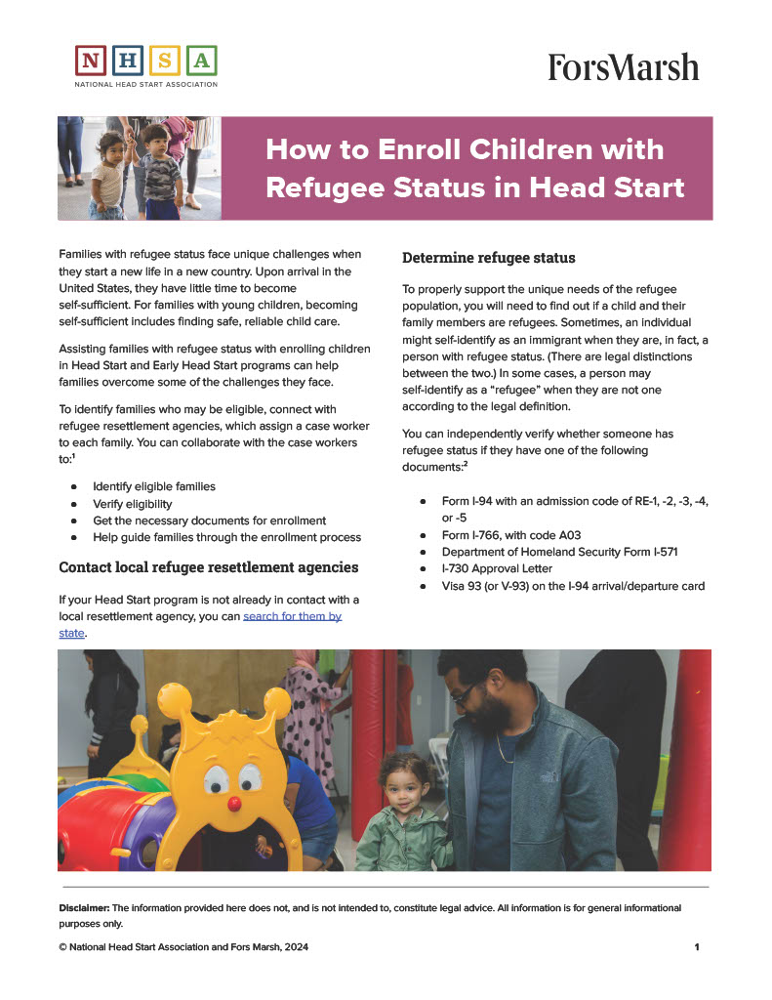 N H S A
NATIONAL HEAD START ASSOCIATION
ForsMarsh
How to Enroll Children with
Refugee Status in Head Start
Families with refugee status face unique challenges when
they start a new life in a new country. Upon arrival in the
United States, they have little time to become
self-sufficient. For families with young children, becoming
self-sufficient includes finding safe, reliable child care.
Assisting families with refugee status with enrolling children
in Head Start and Early Head Start programs can help
families overcome some of the challenges they face.
To identify families who may be eligible, connect with
refugee resettlement agencies, which assign a case worker
to each family. You can collaborate with the case workers
to:¹
● Identify eligible families
● Verify eligibility
● Get the necessary documents for enrollment
● Help guide families through the enrollment process
Contact local refugee resettlement agencies
If your Head Start program is not already in contact with a
local resettlement agency, you can search for them by
state.
Determine refugee status
To properly support the unique needs of the refugee
population, you will need to find out if a child and their
family members are refugees. Sometimes, an individual
might self-identify as an immigrant when they are, in fact, a
person with refugee status. (There are legal distinctions
between the two.) In some cases, a person may
self-identify as a “refugee” when they are not one
according to the legal definition.
You can independently verify whether someone has
refugee status if they have one of the following
documents:²
● Form I-94 with an admission code of RE-1, -2, -3, -4,
or -5
● Form I-766, with code A03
● Department of Homeland Security Form I-571
● I-730 Approval Letter
● Visa 93 (or V-93) on the I-94 arrival/departure card
Disclaimer: The information provided here does not, and is not intended to, constitute legal advice. All information is for general informational
purposes only.
© National Head Start Association and Fors Marsh, 2024
1